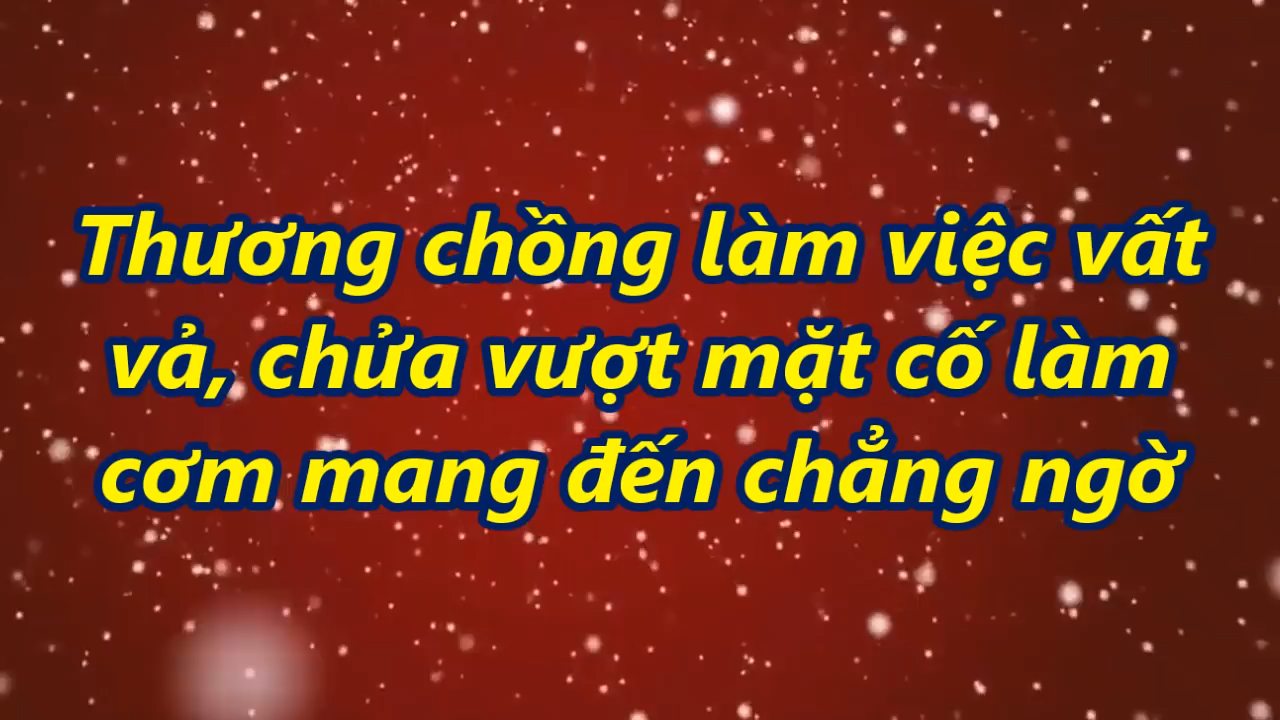 Thương chồng làm việc vất
vả, chửa vượt mặt cố làm
cơm mang đến chẳng ngờ